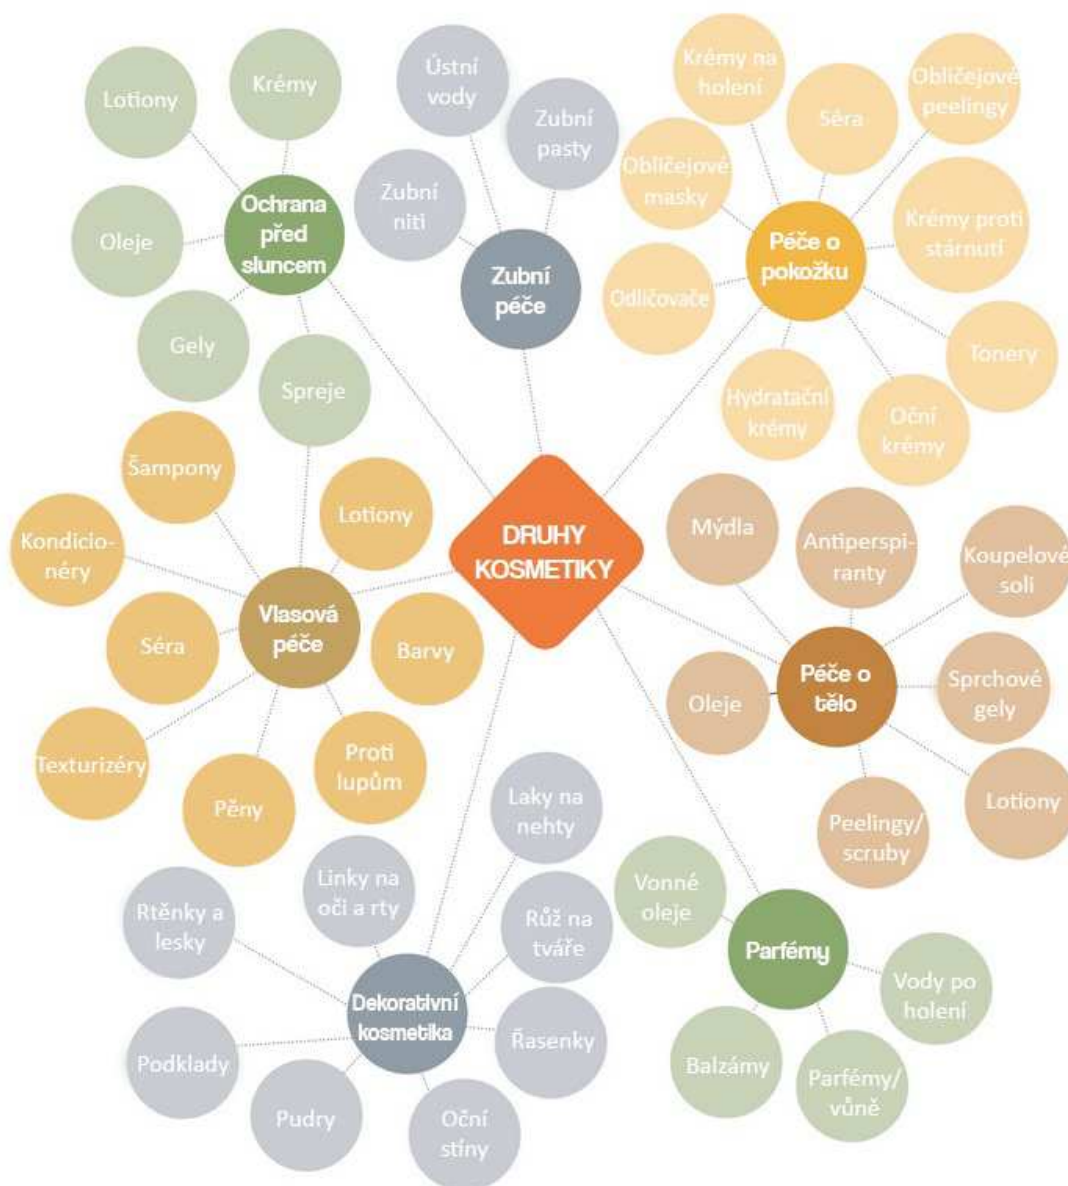 Lotiony
Krémy
Oleje
Ochrana
před
sluncem
Gely
Spreje
Ústní
vody
Zubní
pasty
Zubní
niti
Zubní
péče
Krémy na
holení
Séra
Obličejové
peelingy
Obličejové
masky
Péče o
pokožku
Krémy proti
stárnutí
Odličovače
Tonery
Hydratační
krémy
Oční
krémy
DRUHY
KOSMETIKY
Šampony
Lotiony
Kondicio-
néry
Vlasová
péče
Séra
Barvy
Texturizéry
Proti
lupům
Pěny
Mýdla
Antiperspi-
ranty
Koupelové
soli
Péče o
tělo
Oleje
Sprchové
gely
Lotiony
Peelingy/
scruby
Laky na
nehty
Linky na
oči a rty
Rtěnky a
lesky
Růž na
tváře
Dekorativní
kosmetika
Řasenky
Podklady
Pudry
Oční
stíny
Vonné
oleje
Parfémy
Vody po
holení
Balzámy
Parfémy/
vůně